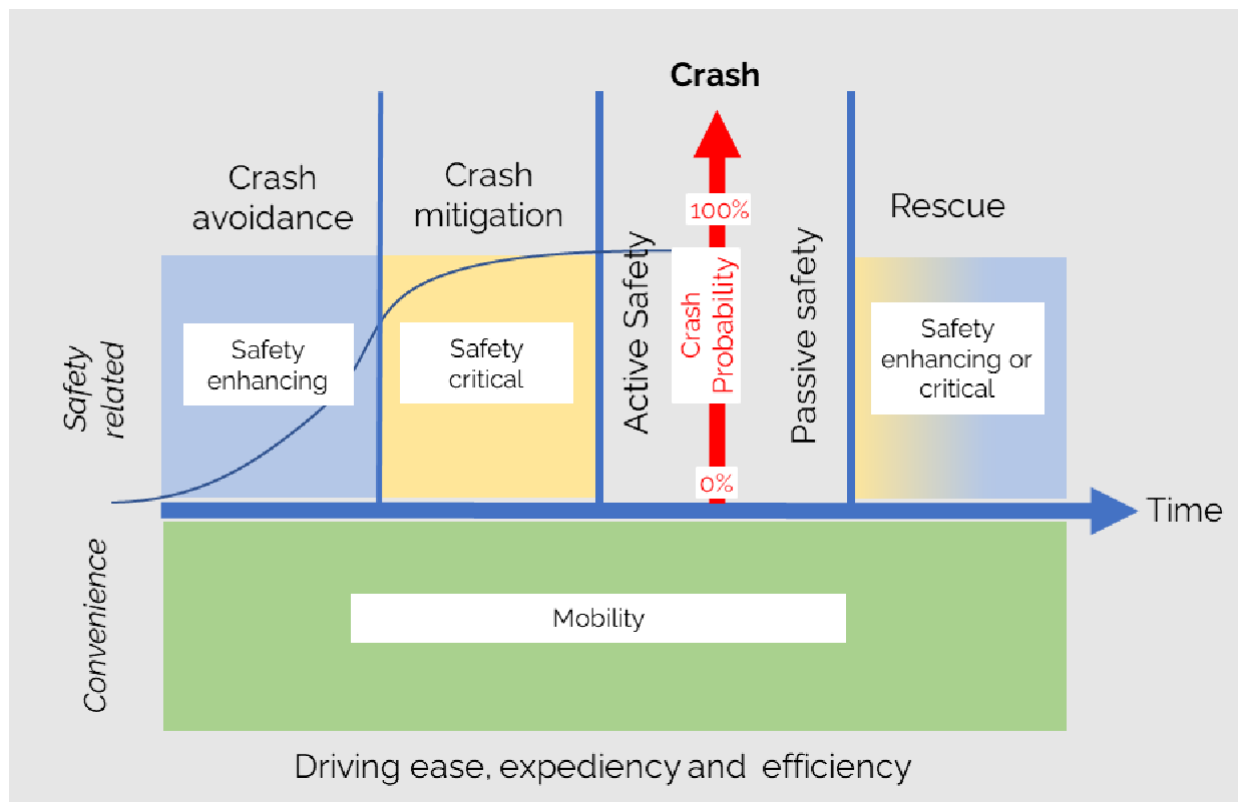 Crash
Crash
avoidance
Crash
mitigation
Rescue
100%
Active Safety
Crash
Probability
Passive safety
0%
Safety
related
Safety
enhancing
Safety
critical
Safety
enhancing or
critical
Time
Convenience
Mobility
Driving ease, expediency and efficiency